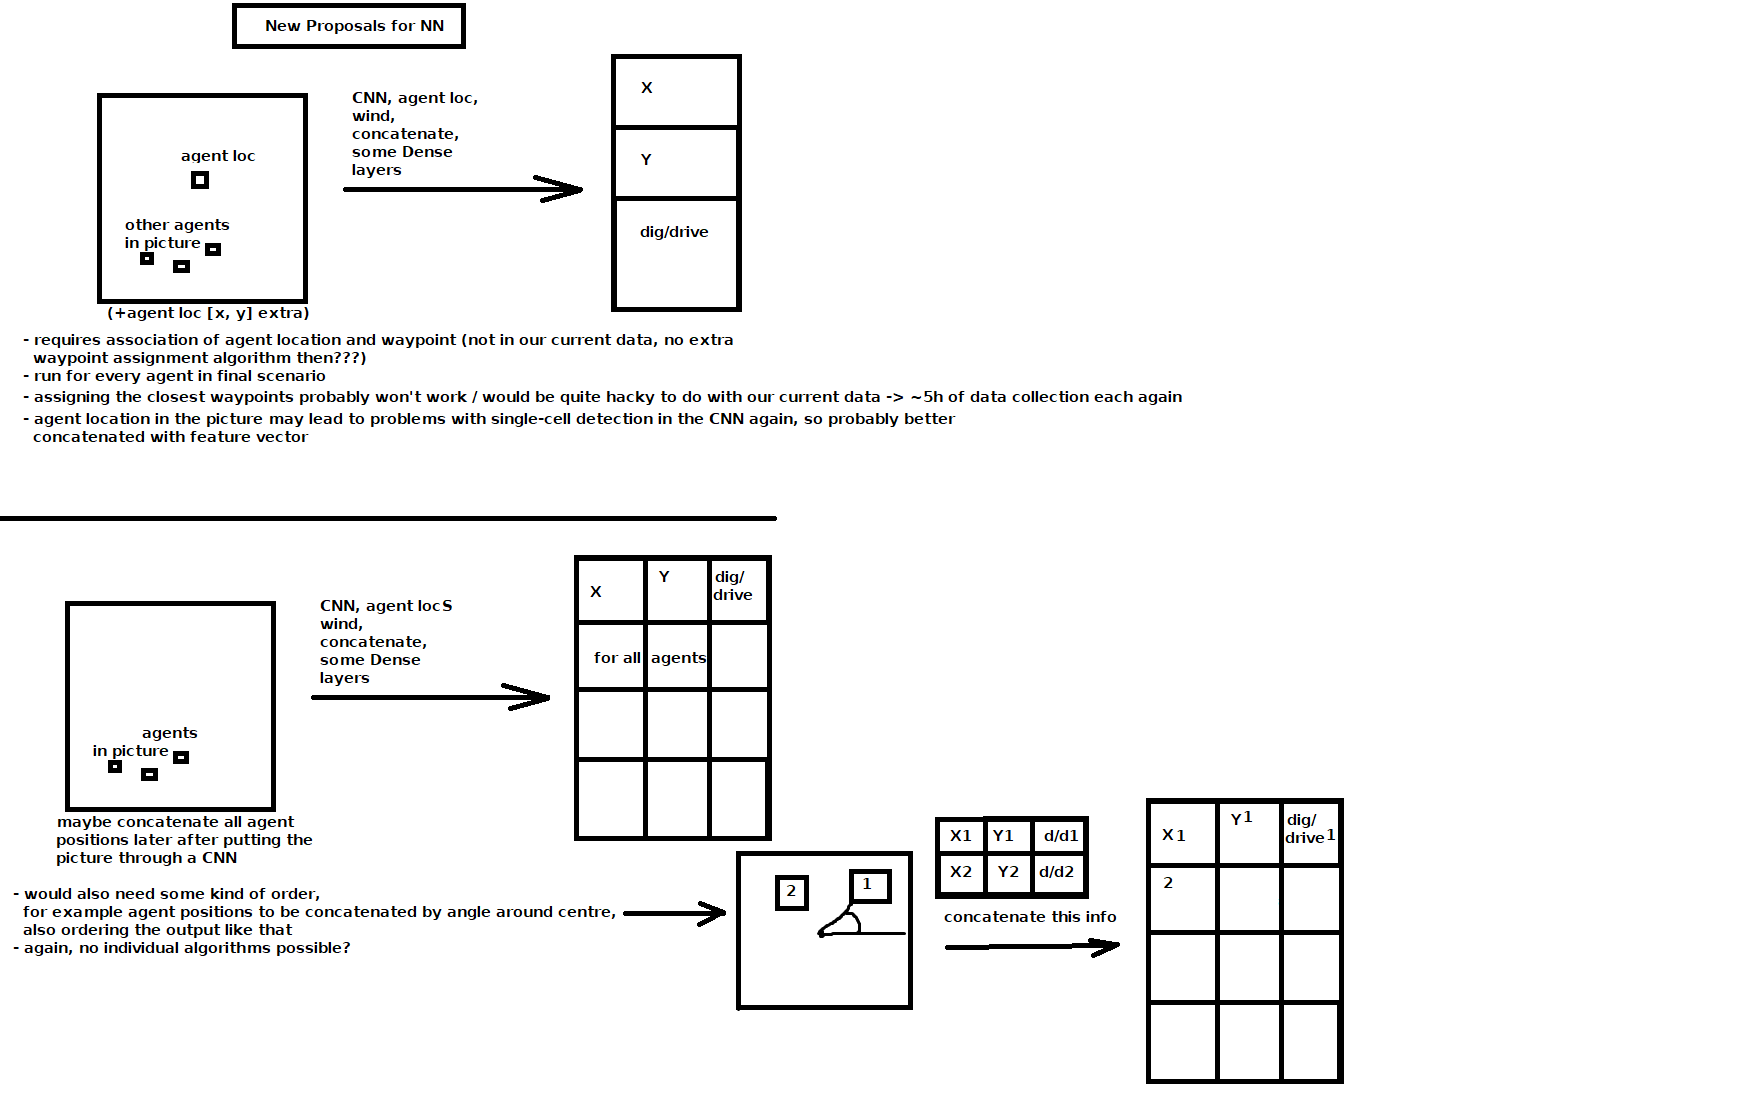 New Proposals for NN
CNN, agent loc,
wind,
concatenate,
some Dense
layers
agent loc
other agents
in picture
(+agent loc [x, y] extra)
X
Y
dig/drive
- requires association of agent location and waypoint (not in our current data, no extra
waypoint assignment algorithm then???)
- run for every agent in final scenario
- assigning the closest waypoints probably won't work / would be quite hacky to do with our current data -> ~5h of data collection each again
- agent location in the picture may lead to problems with single-cell detection in the CNN again, so probably better
concatenated with feature vector
CNN, agent locS
wind,
concatenate,
some Dense
layers
agents
in picture
maybe concatenate all agent
positions later after putting the
picture through a CNN
X
Y
dig/
drive
for all agents
- would also need some kind of order,
for example agent positions to be concatenated by angle around centre,
also ordering the output like that
- again, no individual algorithms possible?
2
1
X1 Y1 d/d1
X2 Y2 d/d2
concatenate this info
X1
Y1
dig/
drive1
2